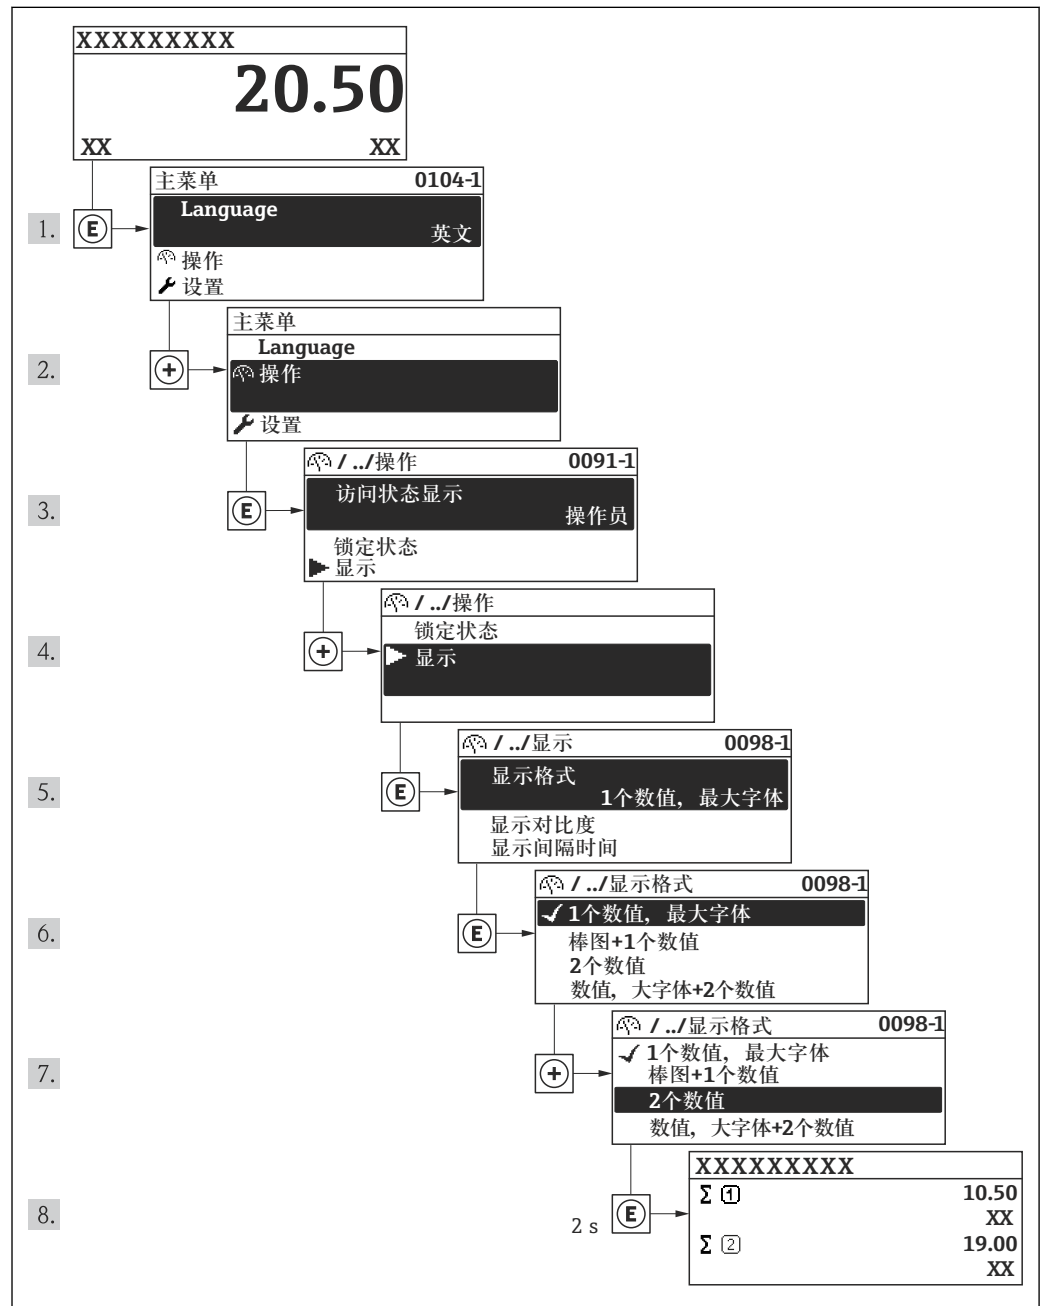 XXXXXXXXX
20.50
XX XX
主菜单 0104-1
Language
英文
操作
设置
1. E
主菜单
Language
操作
设置
2. +
/ ../操作 0091-1
访问状态显示
操作员
锁定状态
显示
3. E
/ ../操作
锁定状态
显示
4. +
/ ../显示 0098-1
显示格式
1个数值，最大字体
显示对比度
显示间隔时间
5. E
/ ../显示格式 0098-1
1个数值，最大字体
棒图+1个数值
2个数值
数值，大字体+2个数值
6. E
/ ../显示格式 0098-1
1个数值，最大字体
棒图+1个数值
2个数值
数值，大字体+2个数值
7. +
XXXXXXXXX
Σ 1 10.50
XX
Σ 2 19.00
XX
8. 2 s E